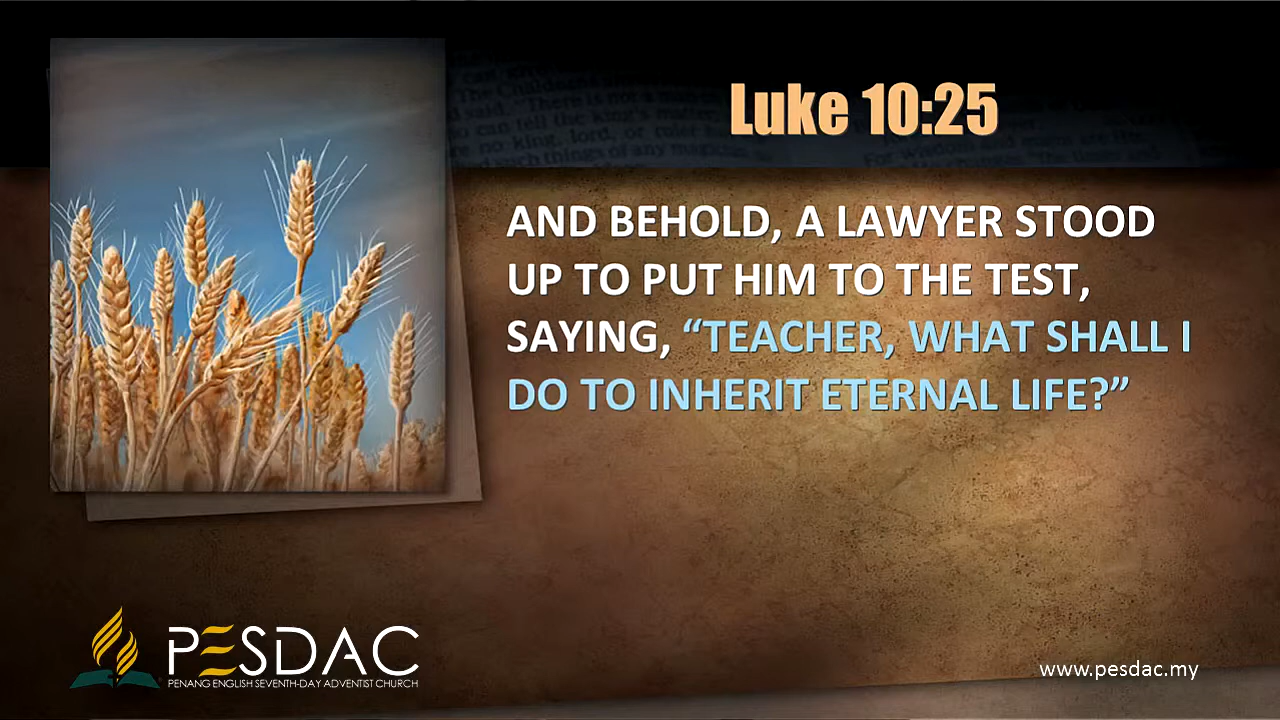 Luke 10:25
AND BEHOLD, A LAWYER STOOD
UP TO PUT HIM TO THE TEST,
SAYING, “TEACHER, WHAT SHALL I
DO TO INHERIT ETERNAL LIFE?”
PESDAC
PENANG ENGLISH SEVENTH-DAY ADVENTIST CHURCH
www.pesdac.my